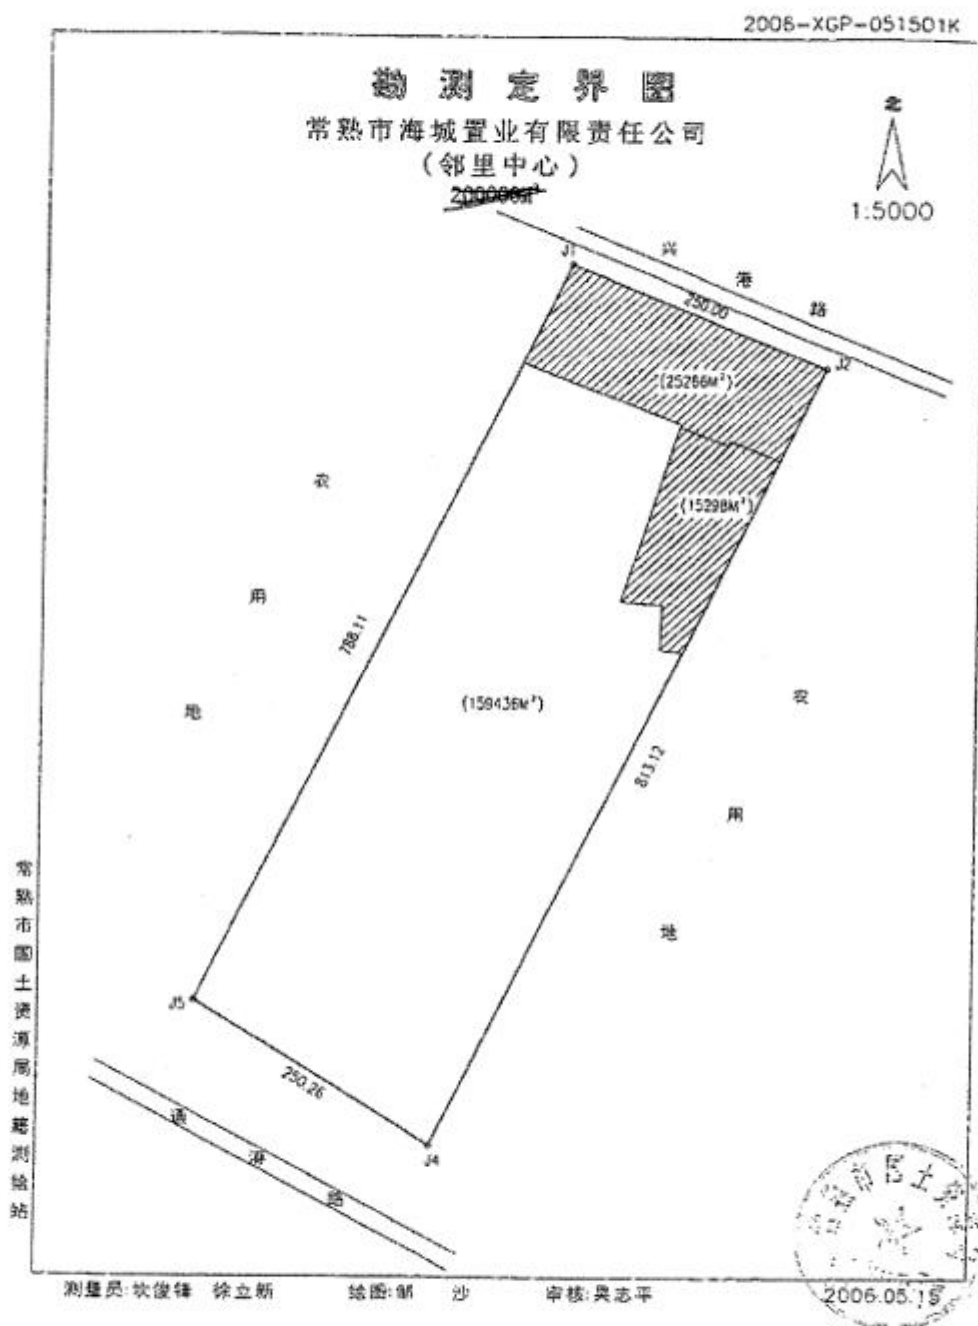 2006-XGP-051501K
勘测定界图
常熟市海城置业有限责任公司
(邻里中心)
200000M²
北
1:5000
兴港路
J1
250.00
J2
(25266M²)
(15298M²)
农用地
788.11
(159436M²)
813.12
农用地
J5
250.26
J4
通港路
常熟市国土资源局地籍测绘站
测量员:坎俊锋 徐立新 绘图:邹 沙 审核:吴志平 2006.05.15